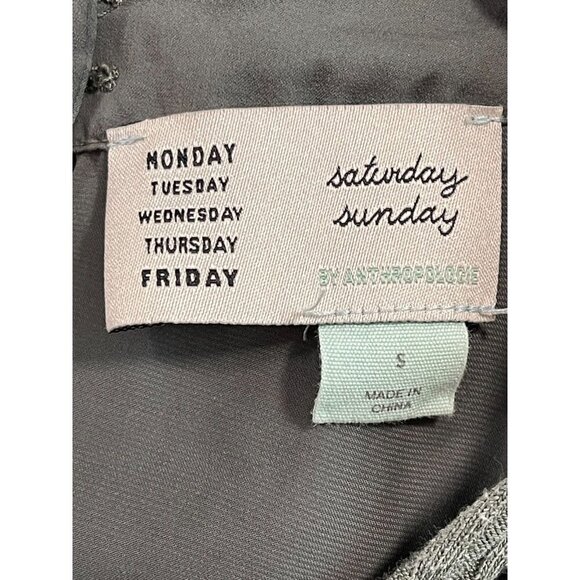 MONDAY
TUESDAY
WEDNESDAY
THURSDAY
FRIDAY
saturday
sunday
BY ANTHROPOLOGIE
S
MADE IN
CHINA